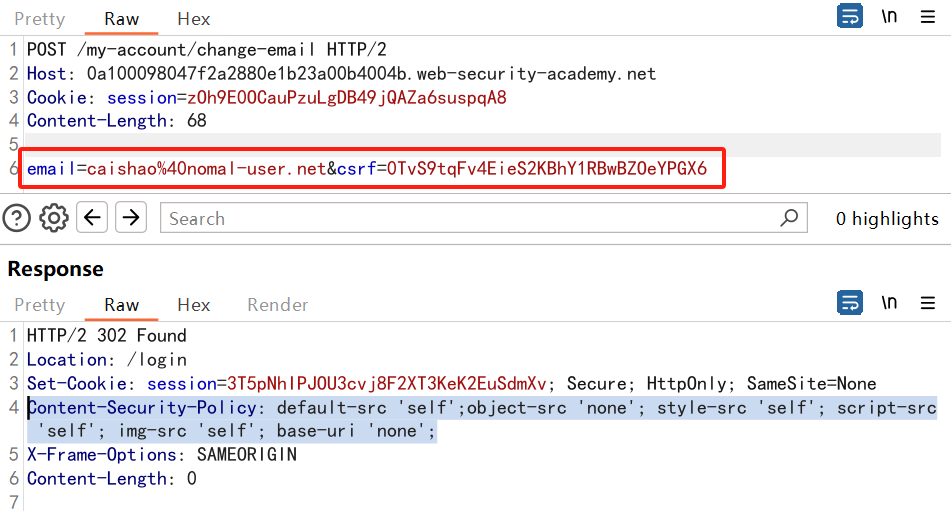 Pretty Raw Hex \n
1 POST /my-account/change-email HTTP/2
2 Host: 0a100098047f2a2880e1b23a00b4004b.web-security-academy.net
3 Cookie: session=zOh9E0OCauPzuLgDB49jQAZa6suspqA8
4 Content-Length: 68
5
6 email=caishao%40nomal-user.net&csrf=0TvS9tqFv4EieS2KBhY1RBwBZOeYPGX6
Search 0 highlights
Response
Pretty Raw Hex Render \n
1 HTTP/2 302 Found
2 Location: /login
3 Set-Cookie: session=3T5pNhlPJOU3cvj8F2XT3KeK2EuSdmXv; Secure; HttpOnly; SameSite=None
4 Content-Security-Policy: default-src 'self';object-src 'none'; style-src 'self'; script-src
'self'; img-src 'self'; base-uri 'none';
5 X-Frame-Options: SAMEORIGIN
6 Content-Length: 0
7